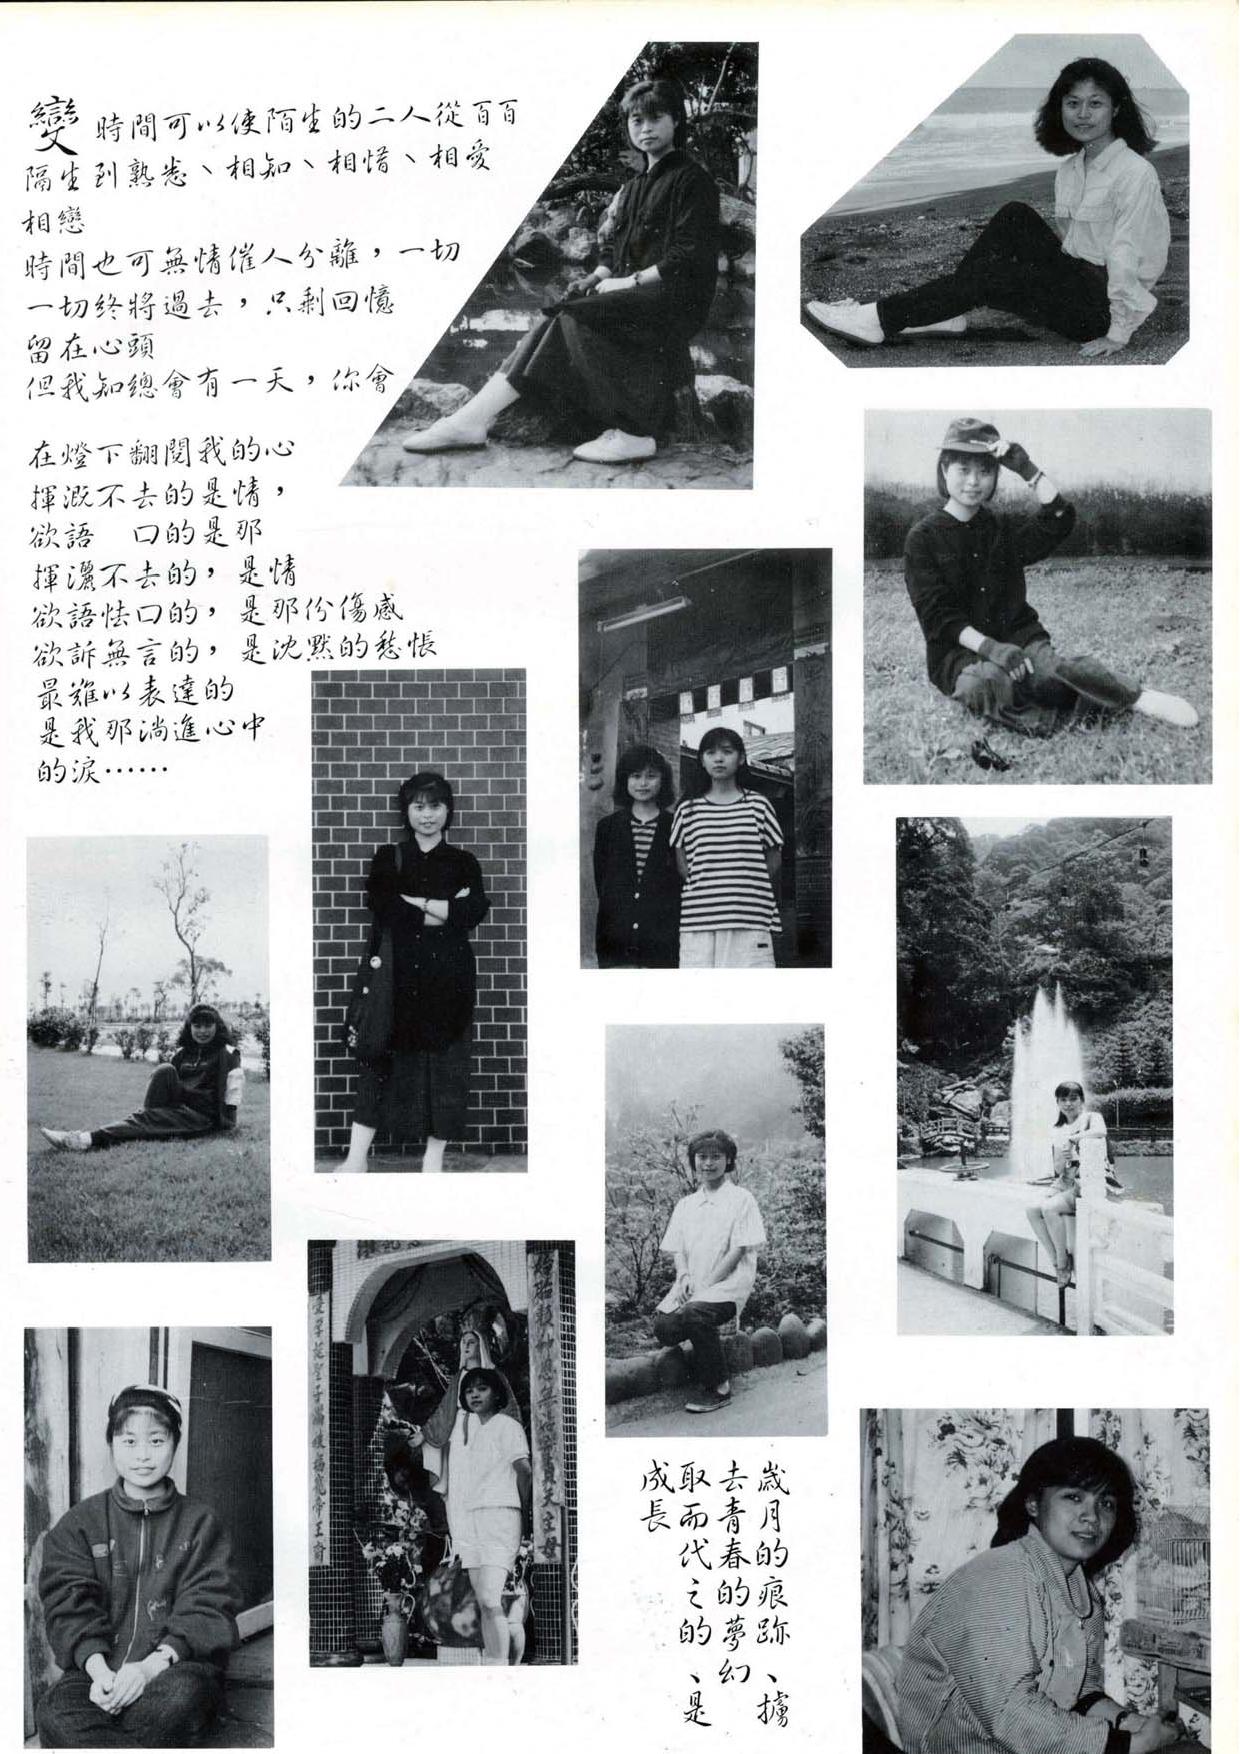 變 時間可以使陌生的二人從百百
隔生到熟悉、相知、相惜、相愛
相戀
時間也可無情催人分離，一切
一切終將過去，只剩回憶
留在心頭
但我知總會有一天，你會
在燈下翻閱我的心
揮溉不去的是情，
欲語　口的是那
揮灑不去的，是情
欲語怯口的，是那份傷感
欲訴無言的，是沈默的愁悵
最難以表達的
是我那淌進心中
的淚⋯⋯
歲月的痕跡、擄
去青春的夢幻
取而代之的、是
成長